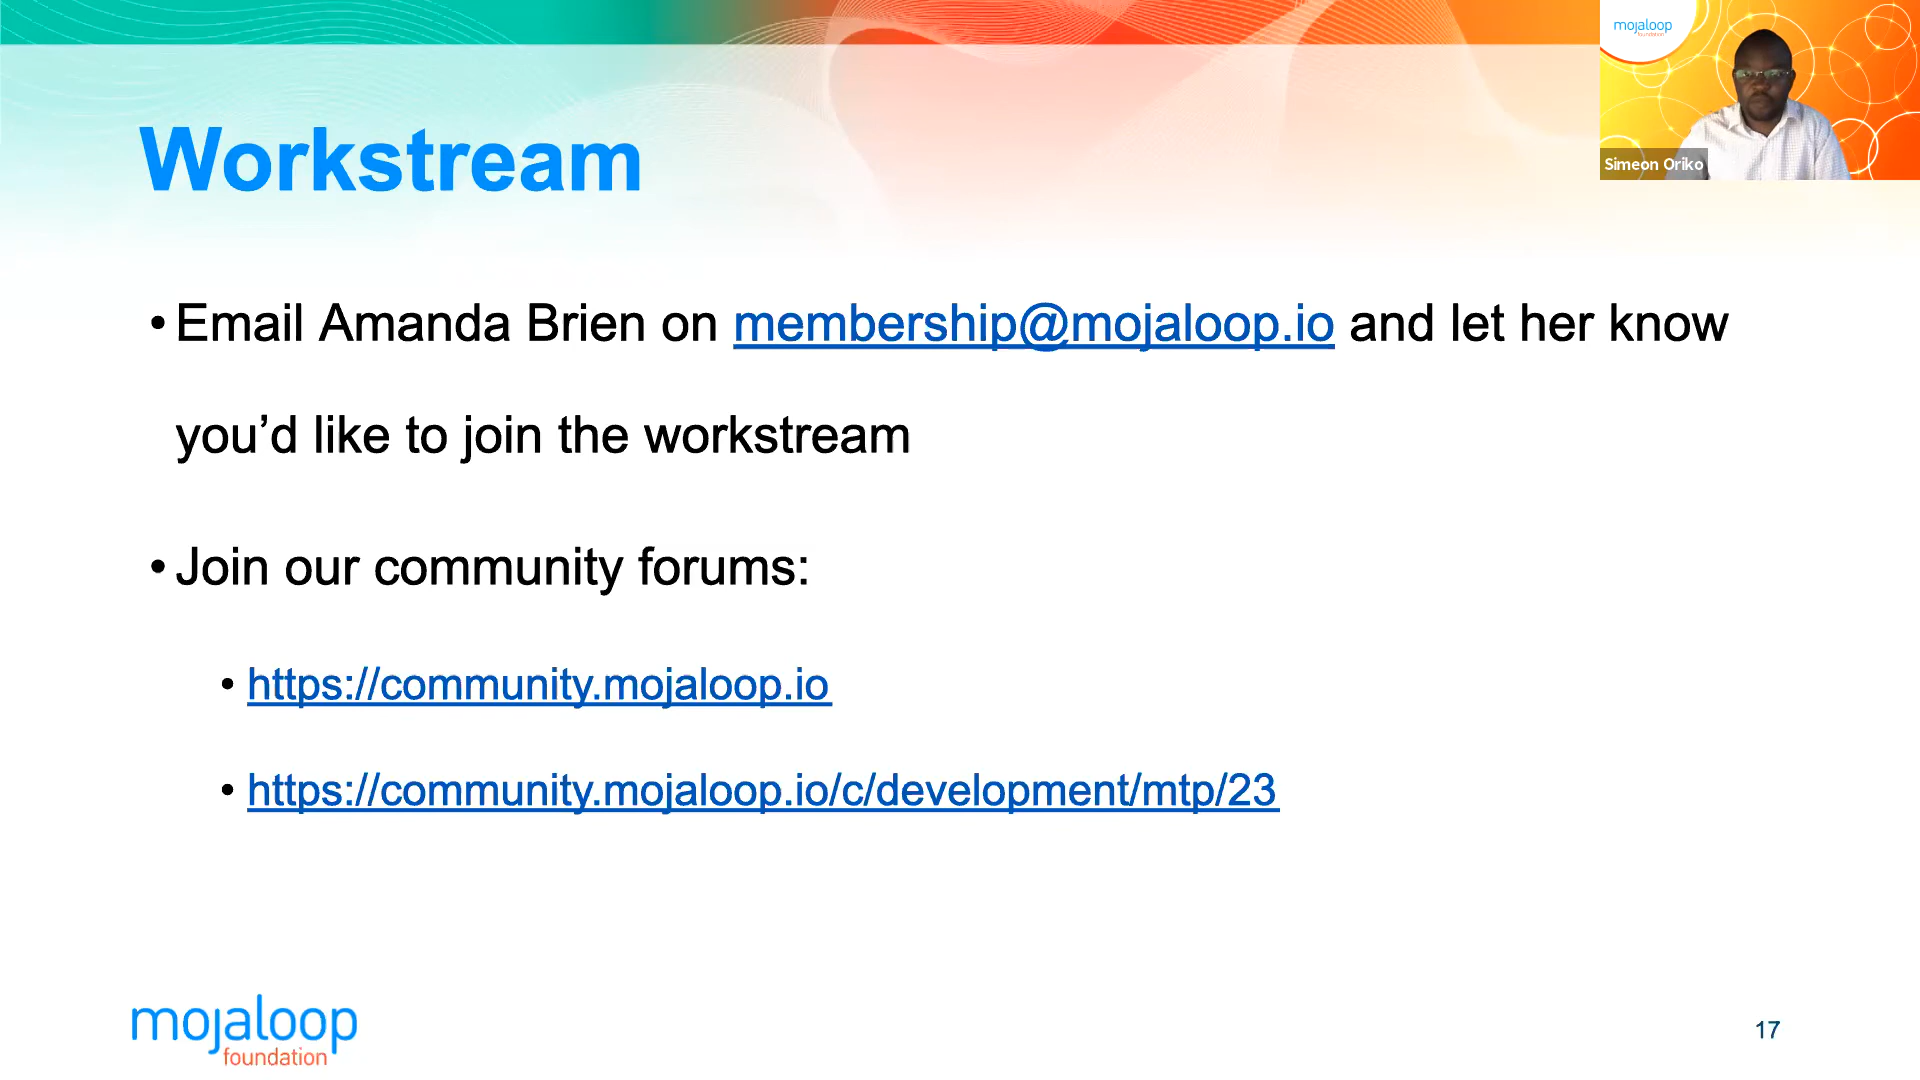 mojaloop
foundation
Simeon Oriko
Workstream
•Email Amanda Brien on membership@mojaloop.io and let her know
you’d like to join the workstream
•Join our community forums:
•https://community.mojaloop.io
•https://community.mojaloop.io/c/development/mtp/23
mojaloop
foundation
17